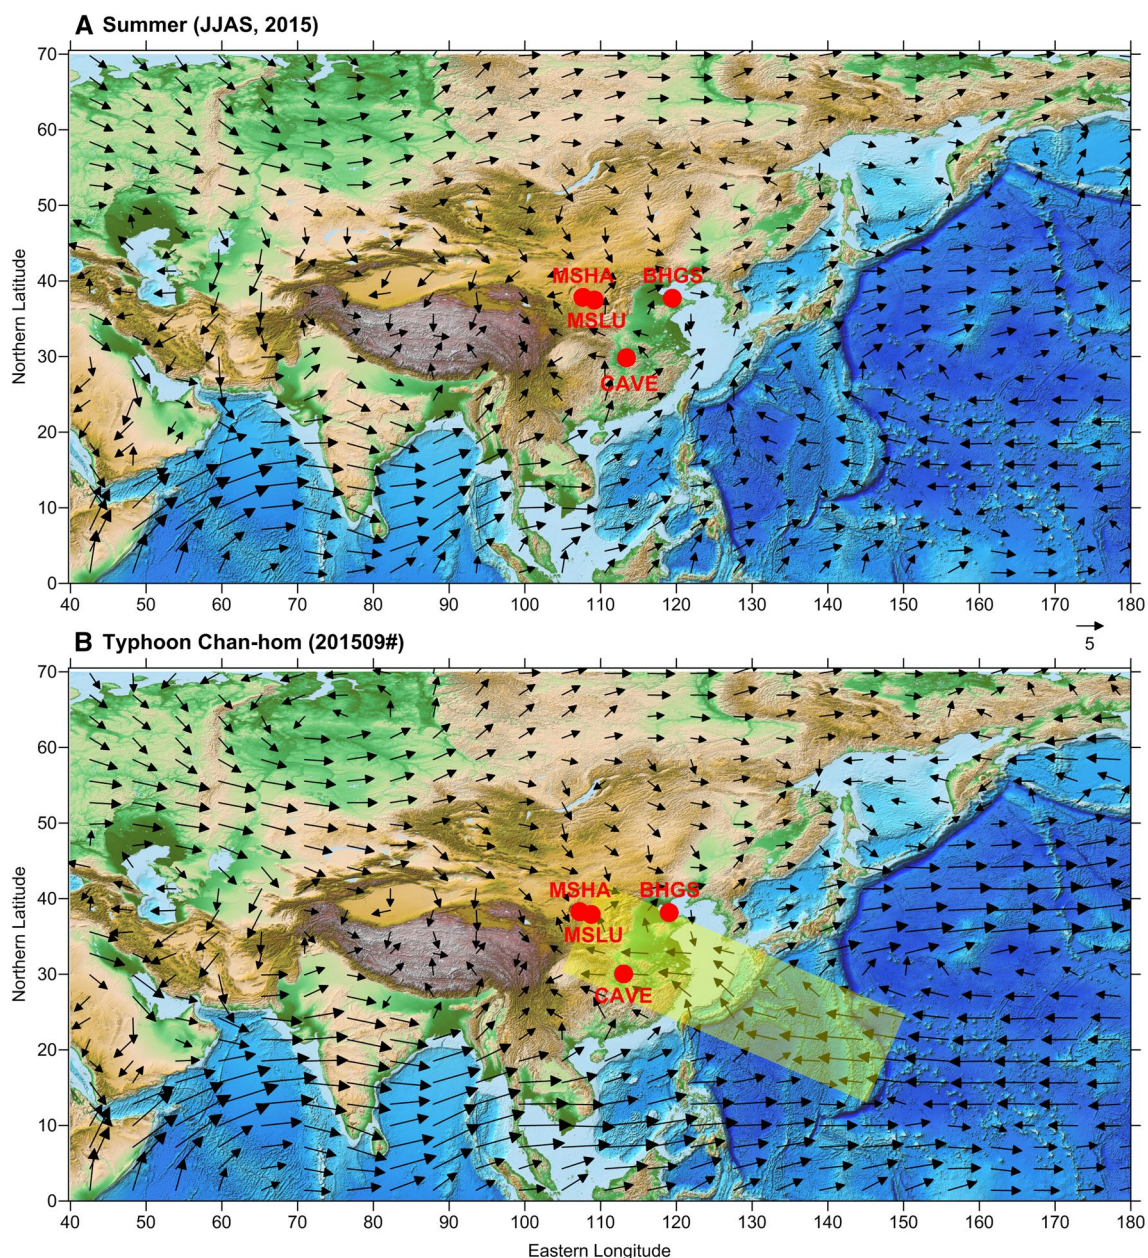 A Summer (JJAS, 2015)
70
60
50
40
30
20
10
0
Northern Latitude
MSHA
BHGS
MSLU
CAVE
40 50 60 70 80 90 100 110 120 130 140 150 160 170 180
5
B Typhoon Chan-hom (201509#)
70
60
50
40
30
20
10
0
Northern Latitude
MSHA
BHGS
MSLU
CAVE
40 50 60 70 80 90 100 110 120 130 140 150 160 170 180
Eastern Longitude